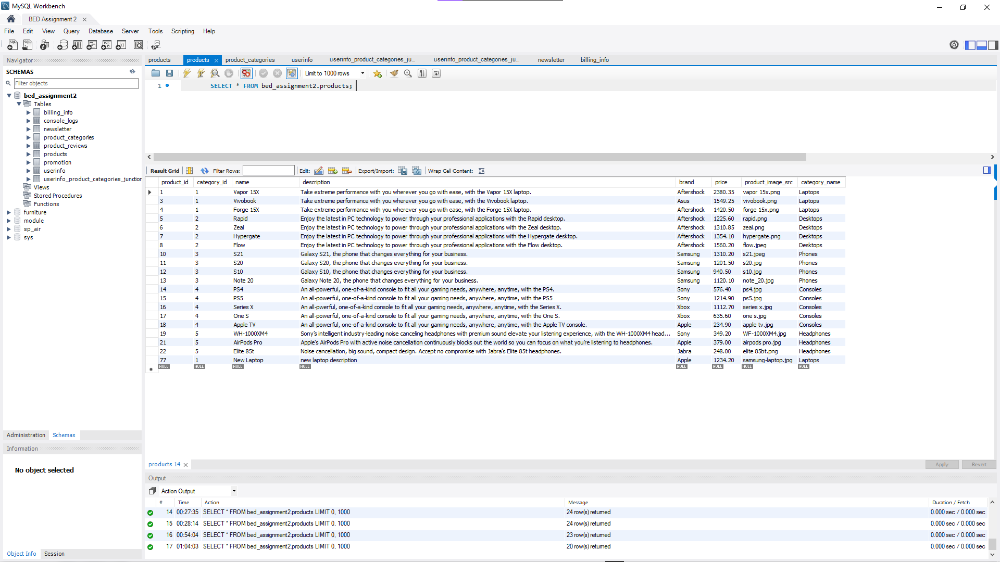 MySQL Workbench
BED Assignment 2
File Edit View Query Database Server Tools Scripting Help
Navigator
SCHEMAS
Filter objects
bed_assignment2
Tables
billing_info
console_logs
newsletter
product_categories
product_reviews
products
promotion
userinfo
userinfo_product_categories_junction
Views
Stored Procedures
Functions
furniture
module
sp_air
sys
Administration Schemas
Information
No object selected
Object Info Session
products products product_categories userinfo userinfo_product_categories_ju... userinfo_product_categories_ju... newsletter billing_info
Limit to 1000 rows
1 SELECT * FROM bed_assignment2.products;
Result Grid Filter Rows: Edit: Export/Import: Wrap Cell Content:
product_id category_id name description brand price product_image_src category_name
1 1 Vapor 15X Take extreme performance with you wherever you go with ease, with the Vapor 15X laptop. Aftershock 2380.35 vapor 15x.png Laptops
3 1 Vivobook Take extreme performance with you wherever you go with ease, with the Vivobook laptop. Asus 1549.25 vivobook.png Laptops
4 1 Forge 15X Take extreme performance with you wherever you go with ease, with the Forge 15X laptop. Aftershock 1420.50 forge 15x.png Laptops
5 2 Rapid Enjoy the latest in PC technology to power through your professional applications with the Rapid desktop. Aftershock 1225.60 rapid.png Desktops
6 2 Zeal Enjoy the latest in PC technology to power through your professional applications with the Zeal desktop. Aftershock 1310.85 zeal.png Desktops
7 2 Hypergate Enjoy the latest in PC technology to power through your professional applications with the Hypergate desktop. Aftershock 1354.10 hypergate.png Desktops
8 2 Flow Enjoy the latest in PC technology to power through your professional applications with the Flow desktop. Aftershock 1560.20 flow.jpeg Desktops
10 3 S21 Galaxy S21, the phone that changes everything for your business. Samsung 1310.20 s21.jpeg Phones
11 3 S20 Galaxy S20, the phone that changes everything for your business. Samsung 1201.50 s20.jpg Phones
12 3 S10 Galaxy S10, the phone that changes everything for your business. Samsung 940.50 s10.jpg Phones
13 3 Note 20 Galaxy Note 20, the phone that changes everything for your business. Samsung 1120.10 note_20.jpg Phones
14 4 PS4 An all-powerful, one-of-a-kind console to fit all your gaming needs, anywhere, anytime, with the PS4. Sony 576.40 ps4.jpg Consoles
15 4 PS5 An all-powerful, one-of-a-kind console to fit all your gaming needs, anywhere, anytime, with the PS5 Sony 1214.90 ps5.jpg Consoles
16 4 Series X An all-pwerful, one-of-a-kind console to fit all your gaming needs, anywhere, anytime, with the Series X. Xbox 1112.70 series x.jpg Consoles
17 4 One S An all-powerful, one-of-a-kind console to fit all your gaming needs, anywhere, anytime, with the One S. Xbox 635.60 one s.jpg Consoles
18 4 Apple TV An all-powerful, one-of-a-kind console to fit all your gaming needs, anywhere, anytime, with the Apple TV console. Apple 234.90 apple tv.jpg Consoles
19 5 WH-1000XM4 Sony's intelligent industry-leading noise canceling headphones with premium sound elevate your listening experience, with the WH-1000XM4 head... Sony 349.20 WF-1000XM4.jpg Headphones
21 5 AirPods Pro Apple's AirPods Pro with active noise cancellation continuously blocks out the world so you can focus on what you're listening to headphones. Apple 379.00 airpods pro.jpg Headphones
22 5 Elite 85t Noise cancellation, big sound, compact design. Accept no compromise with Jabra's Elite 85t headphones. Jabra 248.00 elite 85bt.png Headphones
77 1 New Laptop new laptop description Apple 1234.20 samsung-laptop.jpg Laptops
NULL NULL NULL NULL NULL NULL NULL NULL
products 14 Apply Revert
Output
Action Output
# Time Action Message Duration / Fetch
14 00:27:35 SELECT * FROM bed_assignment2.products LIMIT 0, 1000 24 row(s) returned 0.000 sec / 0.000 sec
15 00:28:14 SELECT * FROM bed_assignment2.products LIMIT 0, 1000 24 row(s) returned 0.000 sec / 0.000 sec
16 00:54:04 SELECT * FROM bed_assignment2.products LIMIT 0, 1000 23 row(s) returned 0.000 sec / 0.000 sec
17 01:04:03 SELECT * FROM bed_assignment2.products LIMIT 0, 1000 20 row(s) returned 0.000 sec / 0.000 sec